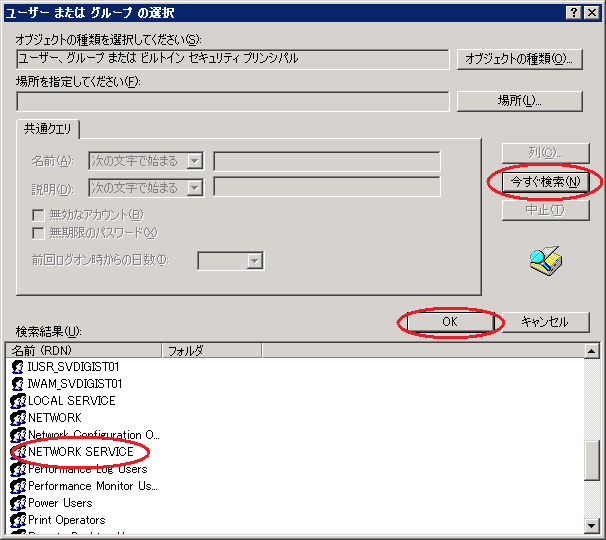 ユーザー または グループ の選択
オブジェクトの種類を選択してください(S):
ユーザー、グループ または ビルトイン セキュリティ プリンシパル
オブジェクトの種類(O)...
場所を指定してください(F):
場所(L)...
共通クエリ
名前(A):
次の文字で始まる
列(C)...
説明(D):
次の文字で始まる
今すぐ検索(N)
無効なアカウント(B)
中止(T)
無期限のパスワード(X)
前回ログオン時からの日数(I):
OK
キャンセル
検索結果(U):
名前 (RDN)
フォルダ
IUSR_SVDIGIST01
IWAM_SVDIGIST01
LOCAL SERVICE
NETWORK
Network Configuration O...
NETWORK SERVICE
Performance Log Users
Performance Monitor Us...
Power Users
Print Operators